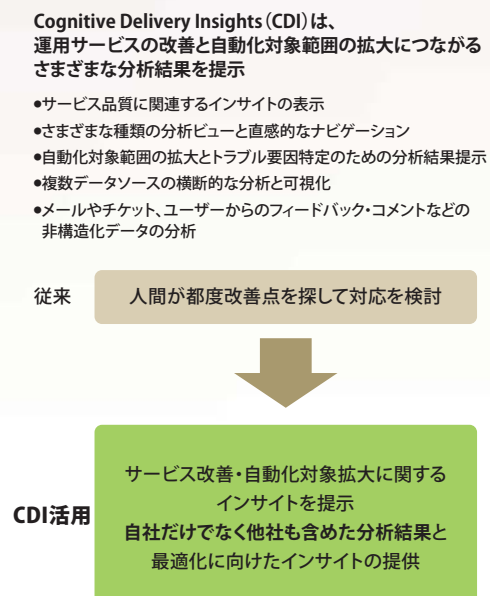 Cognitive Delivery Insights（CDI）は、
運用サービスの改善と自動化対象範囲の拡大につながる
さまざまな分析結果を提示
●サービス品質に関連するインサイトの表示
●さまざまな種類の分析ビューと直感的なナビゲーション
●自動化対象範囲の拡大とトラブル要因特定のための分析結果提示
●複数データソースの横断的な分析と可視化
●メールやチケット、ユーザーからのフィードバック・コメントなどの
非構造化データの分析
従来
人間が都度改善点を探して対応を検討
CDI活用
サービス改善・自動化対象拡大に関する
インサイトを提示
自社だけでなく他社も含めた分析結果と
最適化に向けたインサイトの提供